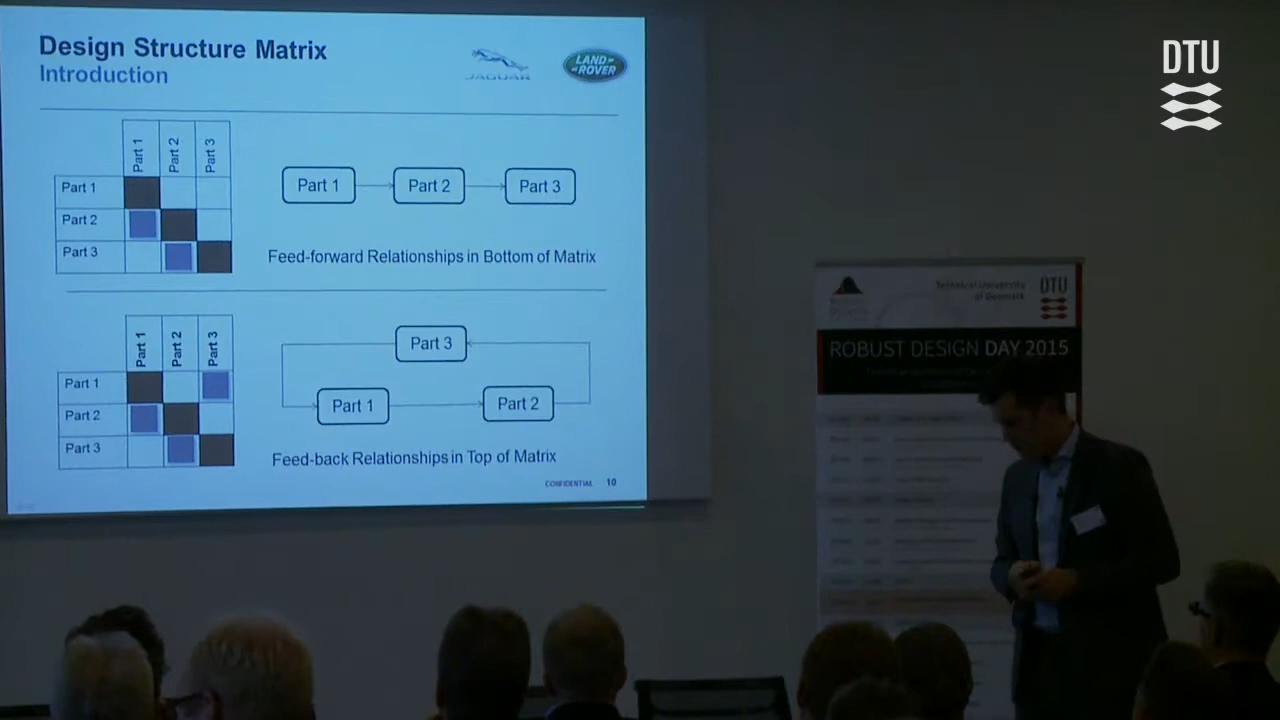 Design Structure Matrix
Introduction
JAGUAR
LAND-
-ROVER
DTU
Part 1
Part 2
Part 3
Part 1
Part 2
Part 3
Part 1
Part 2
Part 3
Feed-forward Relationships in Bottom of Matrix
Part 1
Part 2
Part 3
Part 1
Part 2
Part 3
Part 3
Part 1
Part 2
Feed-back Relationships in Top of Matrix
CONFIDENTIAL 10
Technical University
of Denmark
DTU
ROBUST DESIGN DAY 2015